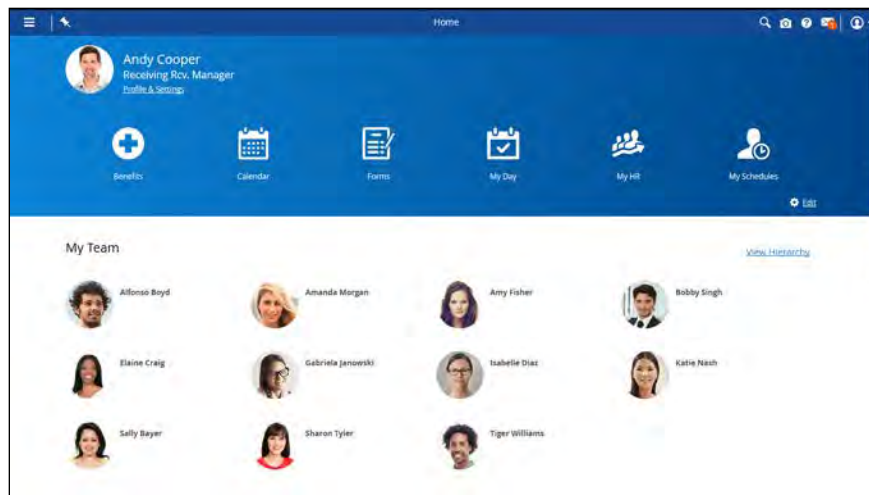 Home
Andy Cooper
Receiving Rcv. Manager
Profile & Settings
Benefits Calendar Forms My Day My HR My Schedules
Edit
My Team View Hierarchy
Alfonso Boyd Amanda Morgan Amy Fisher Bobby Singh
Elaine Craig Gabriela Janowski Isabelle Diaz Katie Nash
Sally Bayer Sharon Tyler Tiger Williams